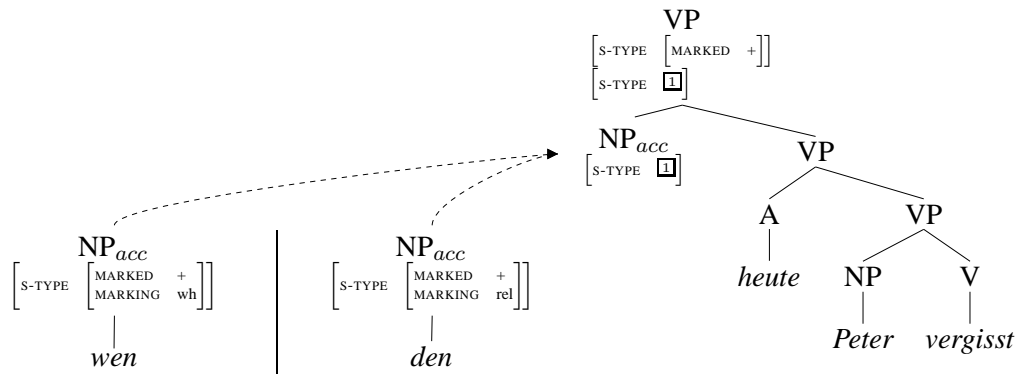 VP
[S-TYPE [MARKED +]]
[S-TYPE 1]
NPacc
[S-TYPE 1]
VP
A
VP
heute
NP
V
Peter
vergisst
NPacc
[S-TYPE [MARKED +
MARKING wh]]
wen
NPacc
[S-TYPE [MARKED +
MARKING rel]]
den